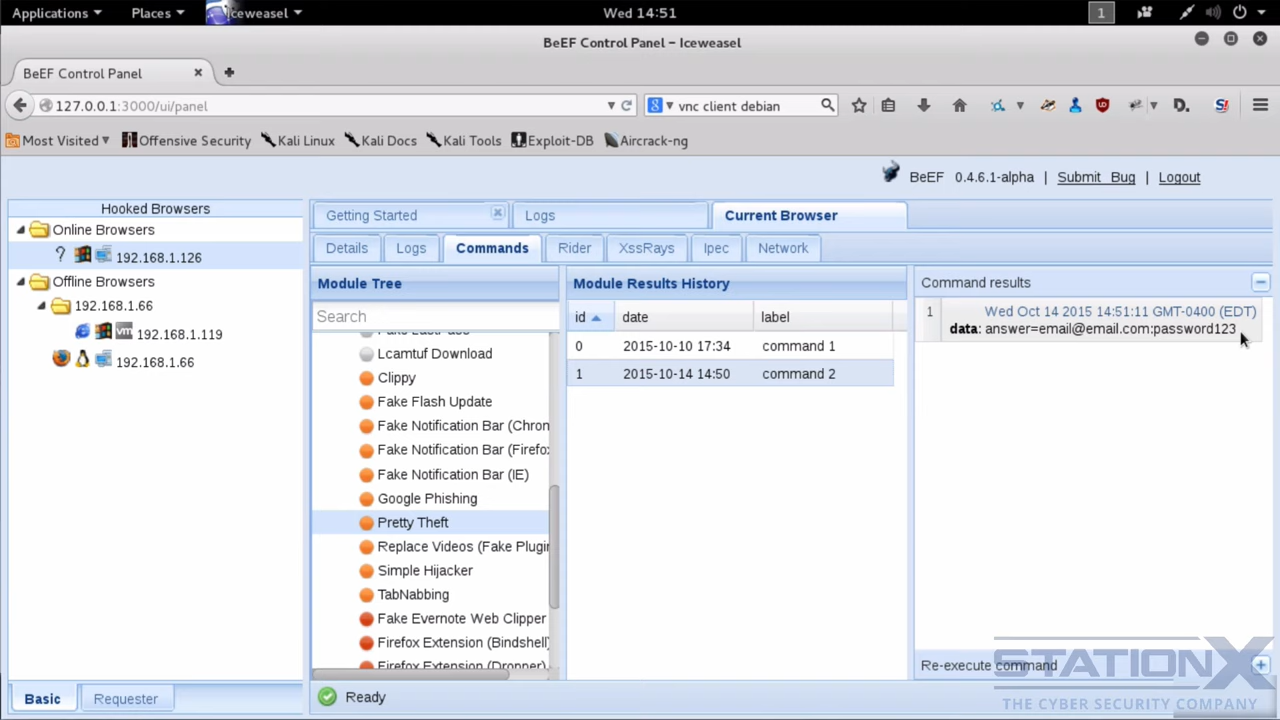 Applications Places Iceweasel Wed 14:51 1
BeEF Control Panel – Iceweasel
BeEF Control Panel
127.0.0.1:3000/ui/panel vnc client debian
Most Visited Offensive Security Kali Linux Kali Docs Kali Tools Exploit-DB Aircrack-ng
BeEF 0.4.6.1-alpha | Submit Bug | Logout
Hooked Browsers
Online Browsers
? 192.168.1.126
Offline Browsers
192.168.1.66
192.168.1.119
192.168.1.66
Basic Requester
Getting Started Logs Current Browser
Details Logs Commands Rider XssRays Ipec Network
Module Tree
Search
Fake LastPass
Lcamtuf Download
Clippy
Fake Flash Update
Fake Notification Bar (Chron
Fake Notification Bar (Firefo
Fake Notification Bar (IE)
Google Phishing
Pretty Theft
Replace Videos (Fake Plugin
Simple Hijacker
TabNabbing
Fake Evernote Web Clipper
Firefox Extension (Bindshell)
Firefox Extension (Dropper)
Module Results History
id date label
0 2015-10-10 17:34 command 1
1 2015-10-14 14:50 command 2
Command results
1 Wed Oct 14 2015 14:51:11 GMT-0400 (EDT)
data: answer=email@email.com:password123
Re-execute command
Ready
STATIONX
THE CYBER SECURITY COMPANY